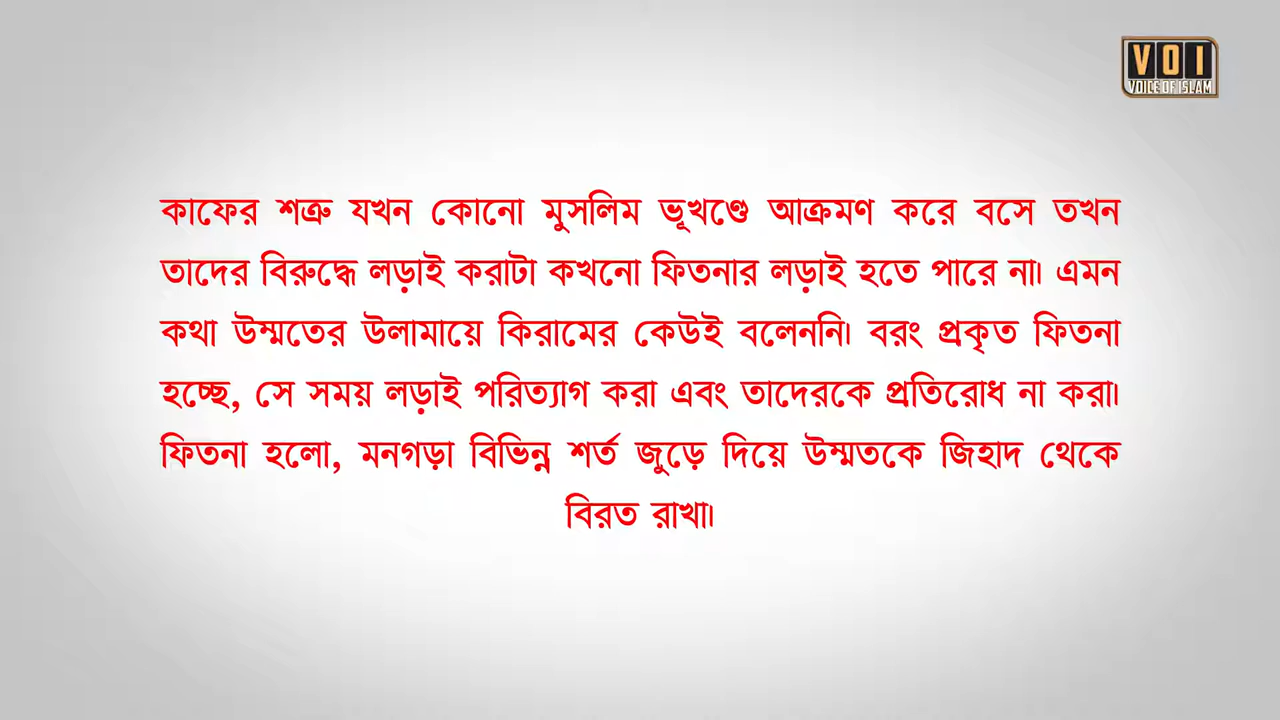 VOI
VOICE OF ISLAM
কাফের শত্রু যখন কোনো মুসলিম ভূখণ্ডে আক্রমণ করে বসে তখন
তাদের বিরুদ্ধে লড়াই করাটা কখনো ফিতনার লড়াই হতে পারে না। এমন
কথা উম্মতের উলামায়ে কিরামের কেউই বলেননি। বরং প্রকৃত ফিতনা
হচ্ছে, সে সময় লড়াই পরিত্যাগ করা এবং তাদেরকে প্রতিরোধ না করা।
ফিতনা হলো, মনগড়া বিভিন্ন শর্ত জুড়ে দিয়ে উম্মতকে জিহাদ থেকে
বিরত রাখা।